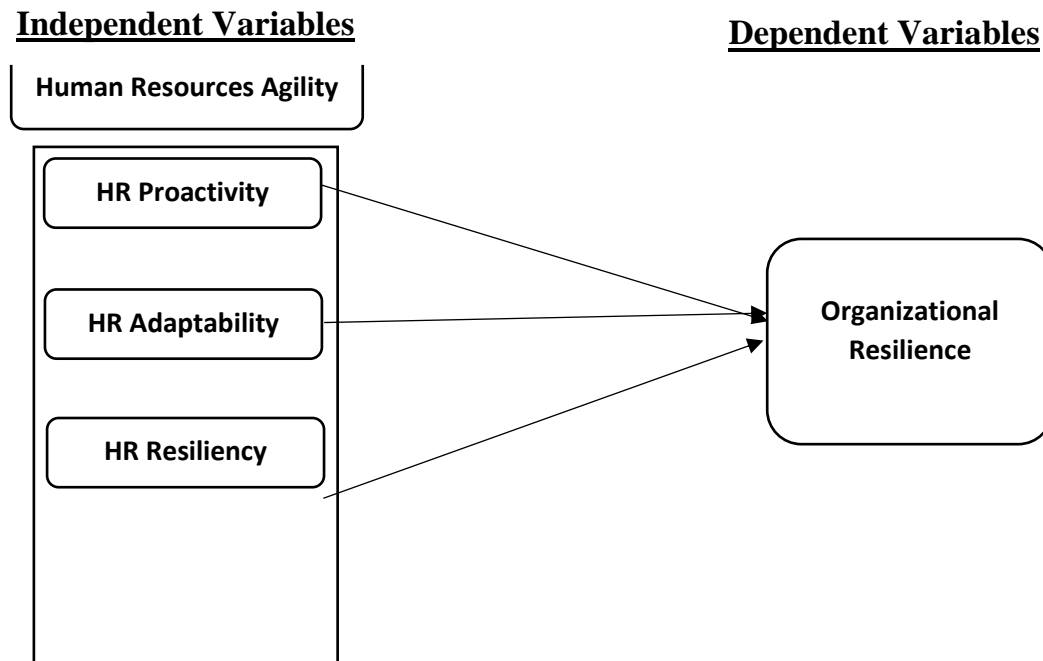 Independent Variables
Dependent Variables
Human Resources Agility
HR Proactivity
HR Adaptability
HR Resiliency
Organizational
Resilience